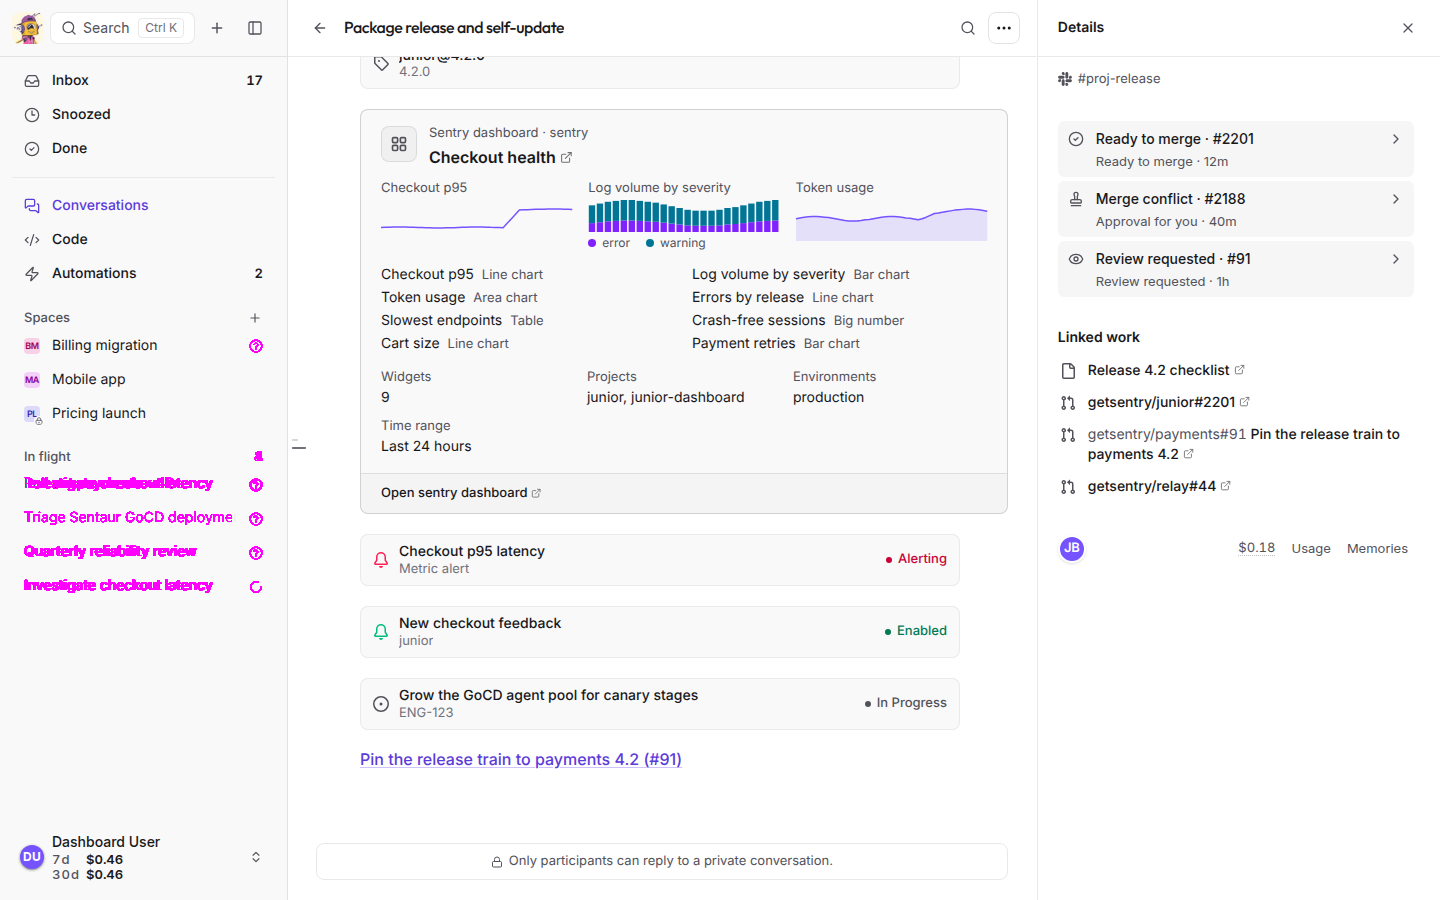 Search Ctrl K
Inbox 17
Snoozed
Done
Conversations
Code
Automations 2
Spaces
BM Billing migration
MA Mobile app
PL Pricing launch
In flight
Triage Sentaur GoCD deployme
Quarterly reliability review
Investigate checkout latency
DU Dashboard User
7d $0.46
30d $0.46
Package release and self-update
junior@4.2.0
4.2.0
Sentry dashboard · sentry
Checkout health
Checkout p95 Log volume by severity Token usage
error warning
Checkout p95 Line chart Log volume by severity Bar chart
Token usage Area chart Errors by release Line chart
Slowest endpoints Table Crash-free sessions Big number
Cart size Line chart Payment retries Bar chart
Widgets Projects Environments
9 junior, junior-dashboard production
Time range
Last 24 hours
Open sentry dashboard
Checkout p95 latency
Metric alert
Alerting
New checkout feedback
junior
Enabled
Grow the GoCD agent pool for canary stages
ENG-123
In Progress
Pin the release train to payments 4.2 (#91)
Only participants can reply to a private conversation.
Details
#proj-release
Ready to merge · #2201
Ready to merge · 12m
Merge conflict · #2188
Approval for you · 40m
Review requested · #91
Review requested · 1h
Linked work
Release 4.2 checklist
getsentry/junior#2201
getsentry/payments#91 Pin the release train to
payments 4.2
getsentry/relay#44
JB $0.18 Usage Memories